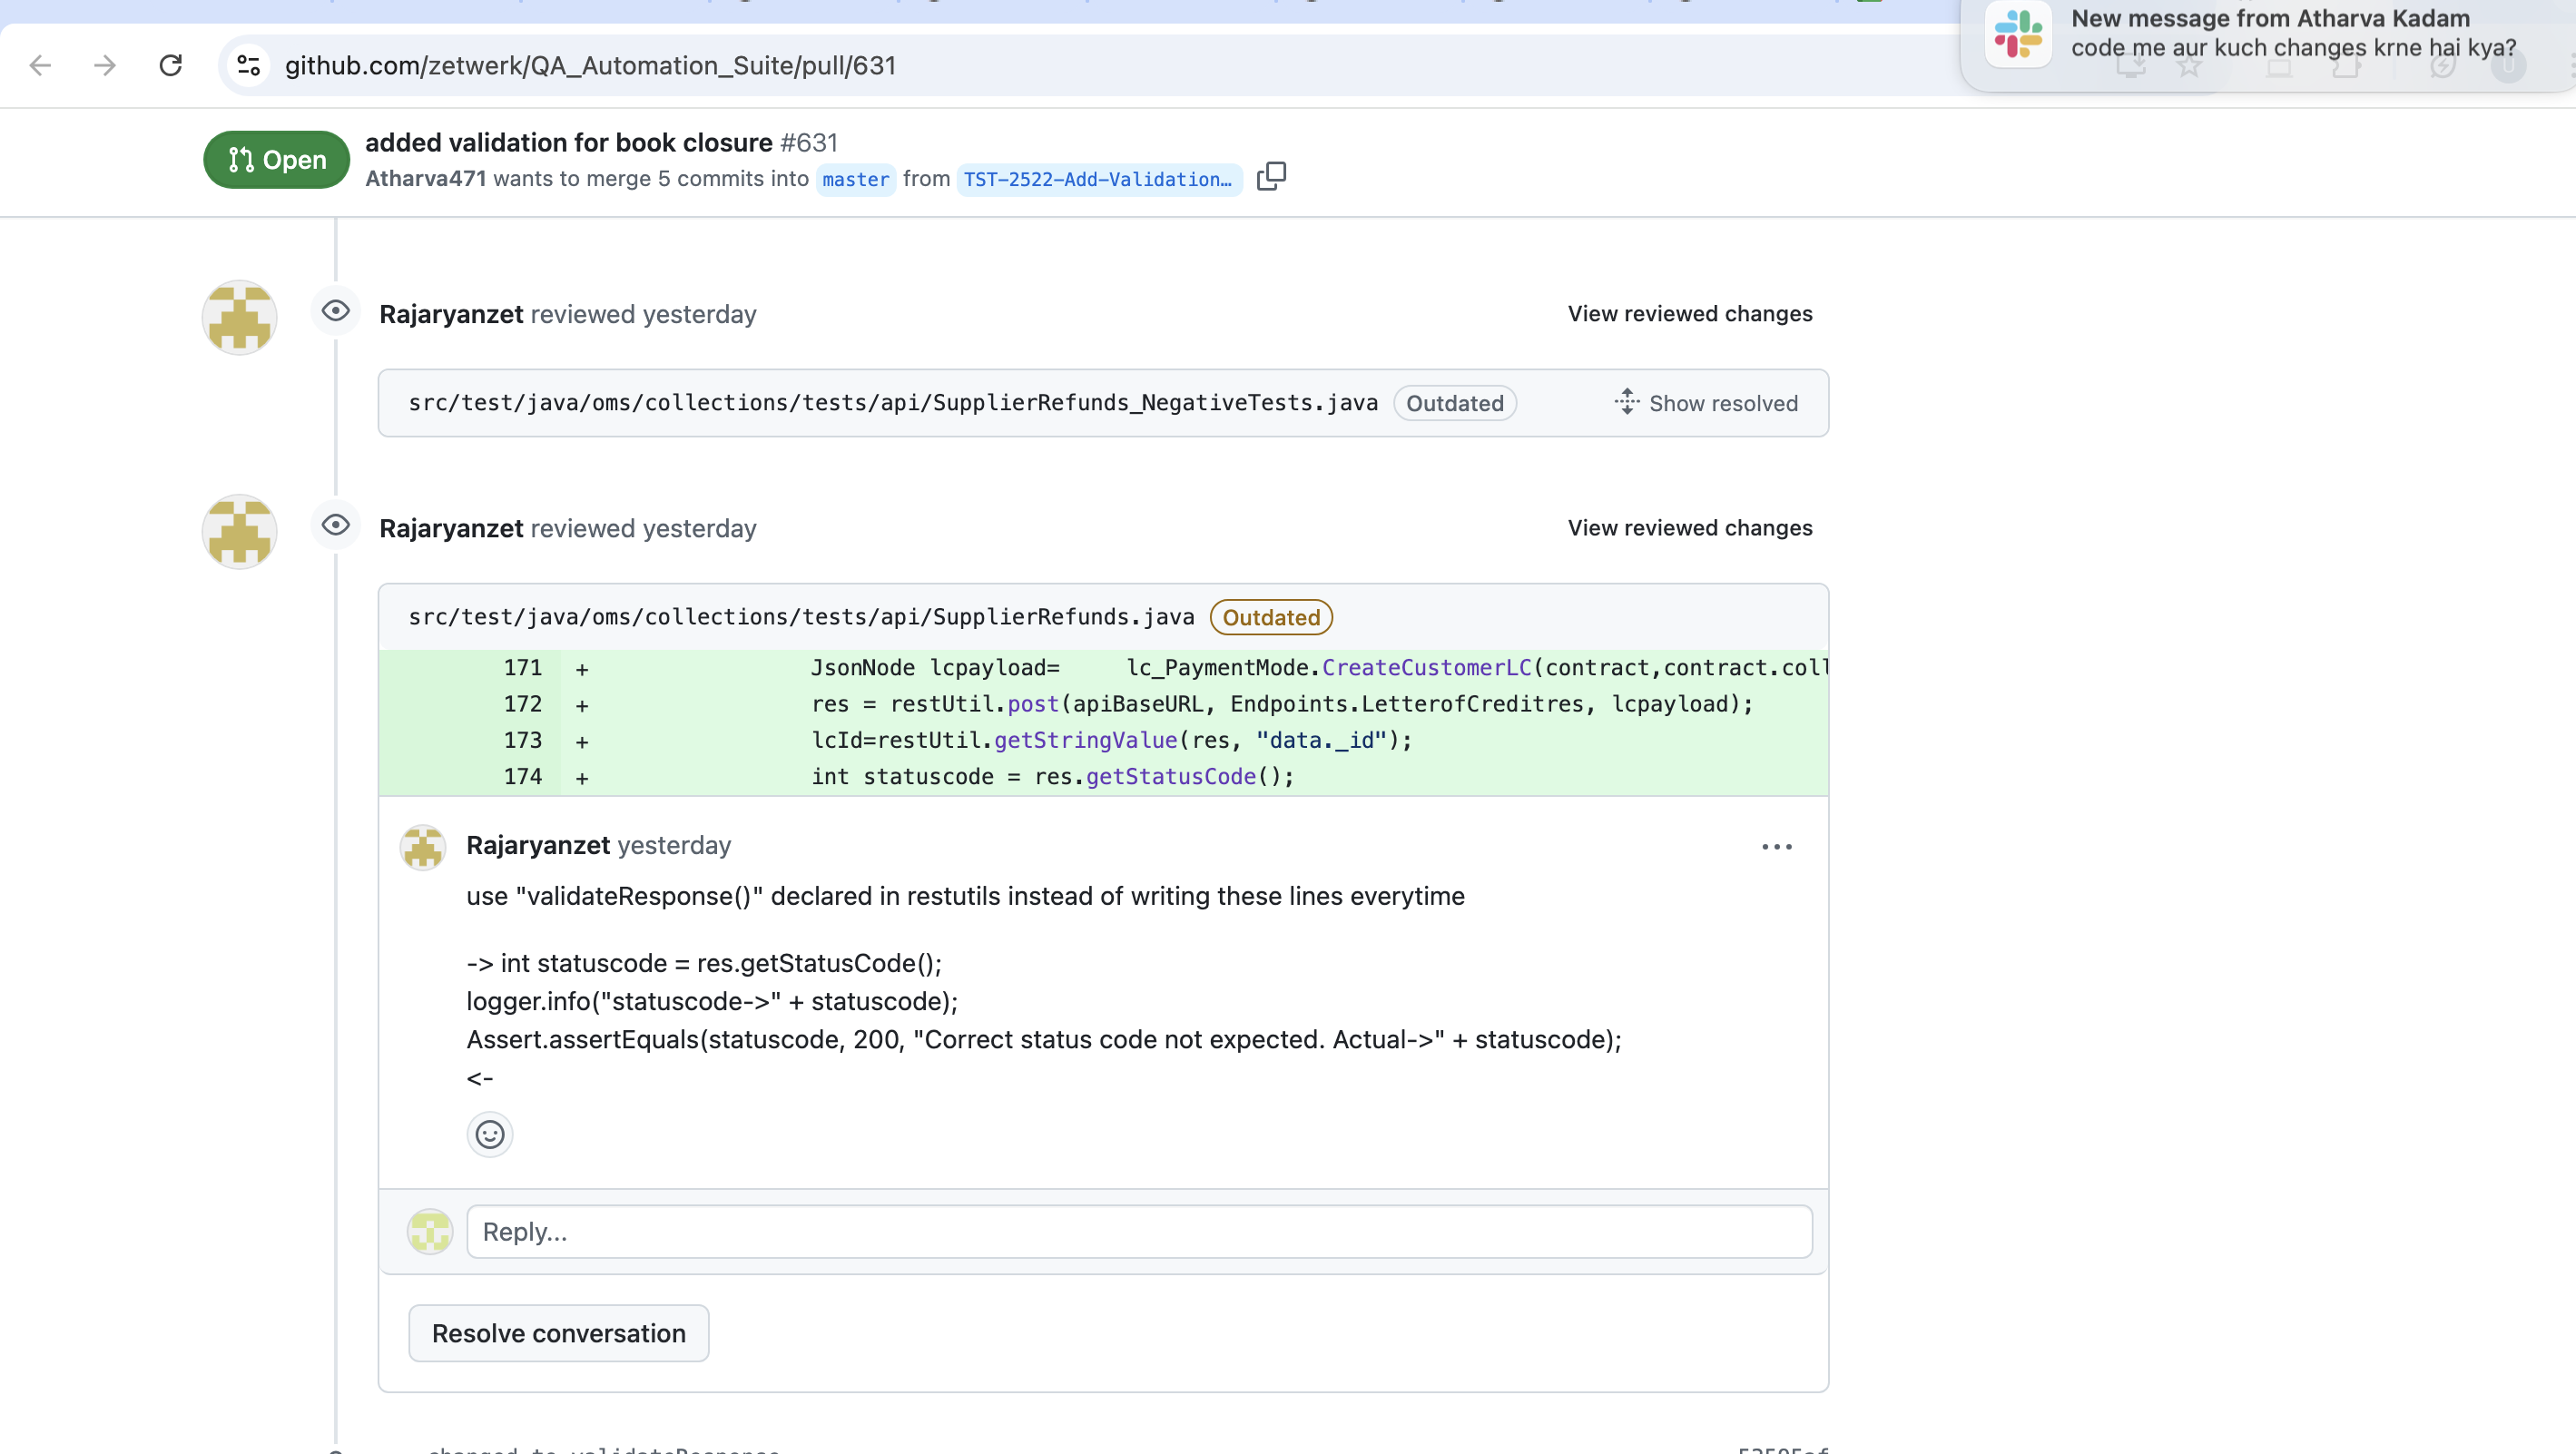 New message from Atharva Kadam
code me aur kuch changes krne hai kya?
github.com/zetwerk/QA_Automation_Suite/pull/631
U
Open
added validation for book closure #631
Atharva471 wants to merge 5 commits into master from TST-2522-Add-Validation…
Rajaryanzet reviewed yesterday
View reviewed changes
src/test/java/oms/collections/tests/api/SupplierRefunds_NegativeTests.java Outdated
Show resolved
Rajaryanzet reviewed yesterday
View reviewed changes
src/test/java/oms/collections/tests/api/SupplierRefunds.java Outdated
171 + JsonNode lcpayload= lc_PaymentMode.CreateCustomerLC(contract,contract.coll
172 + res = restUtil.post(apiBaseURL, Endpoints.LetterofCreditres, lcpayload);
173 + lcId=restUtil.getStringValue(res, "data._id");
174 + int statuscode = res.getStatusCode();
Rajaryanzet yesterday
use "validateResponse()" declared in restutils instead of writing these lines everytime
-> int statuscode = res.getStatusCode();
logger.info("statuscode->" + statuscode);
Assert.assertEquals(statuscode, 200, "Correct status code not expected. Actual->" + statuscode);
<-
Reply...
Resolve conversation
changed to validateResponse